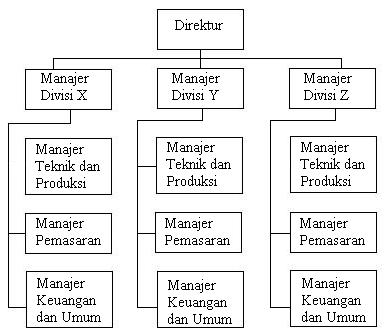 Direktur
Manajer
Divisi X
Manajer
Divisi Y
Manajer
Divisi Z
Manajer
Teknik dan
Produksi
Manajer
Teknik dan
Produksi
Manajer
Teknik dan
Produksi
Manajer
Pemasaran
Manajer
Pemasaran
Manajer
Pemasaran
Manajer
Keuangan
dan Umum
Manajer
Keuangan
dan Umum
Manajer
Keuangan
dan Umum